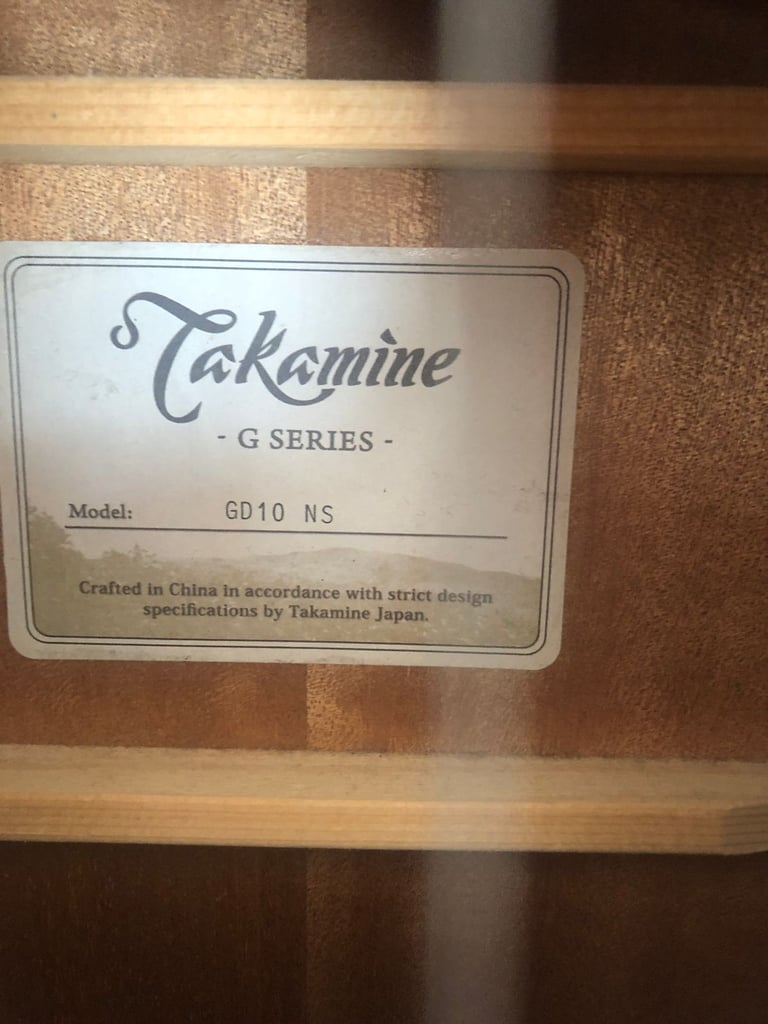 Takamine
- G SERIES -
Model: GD10 NS
Crafted in China in accordance with strict design
specifications by Takamine Japan.